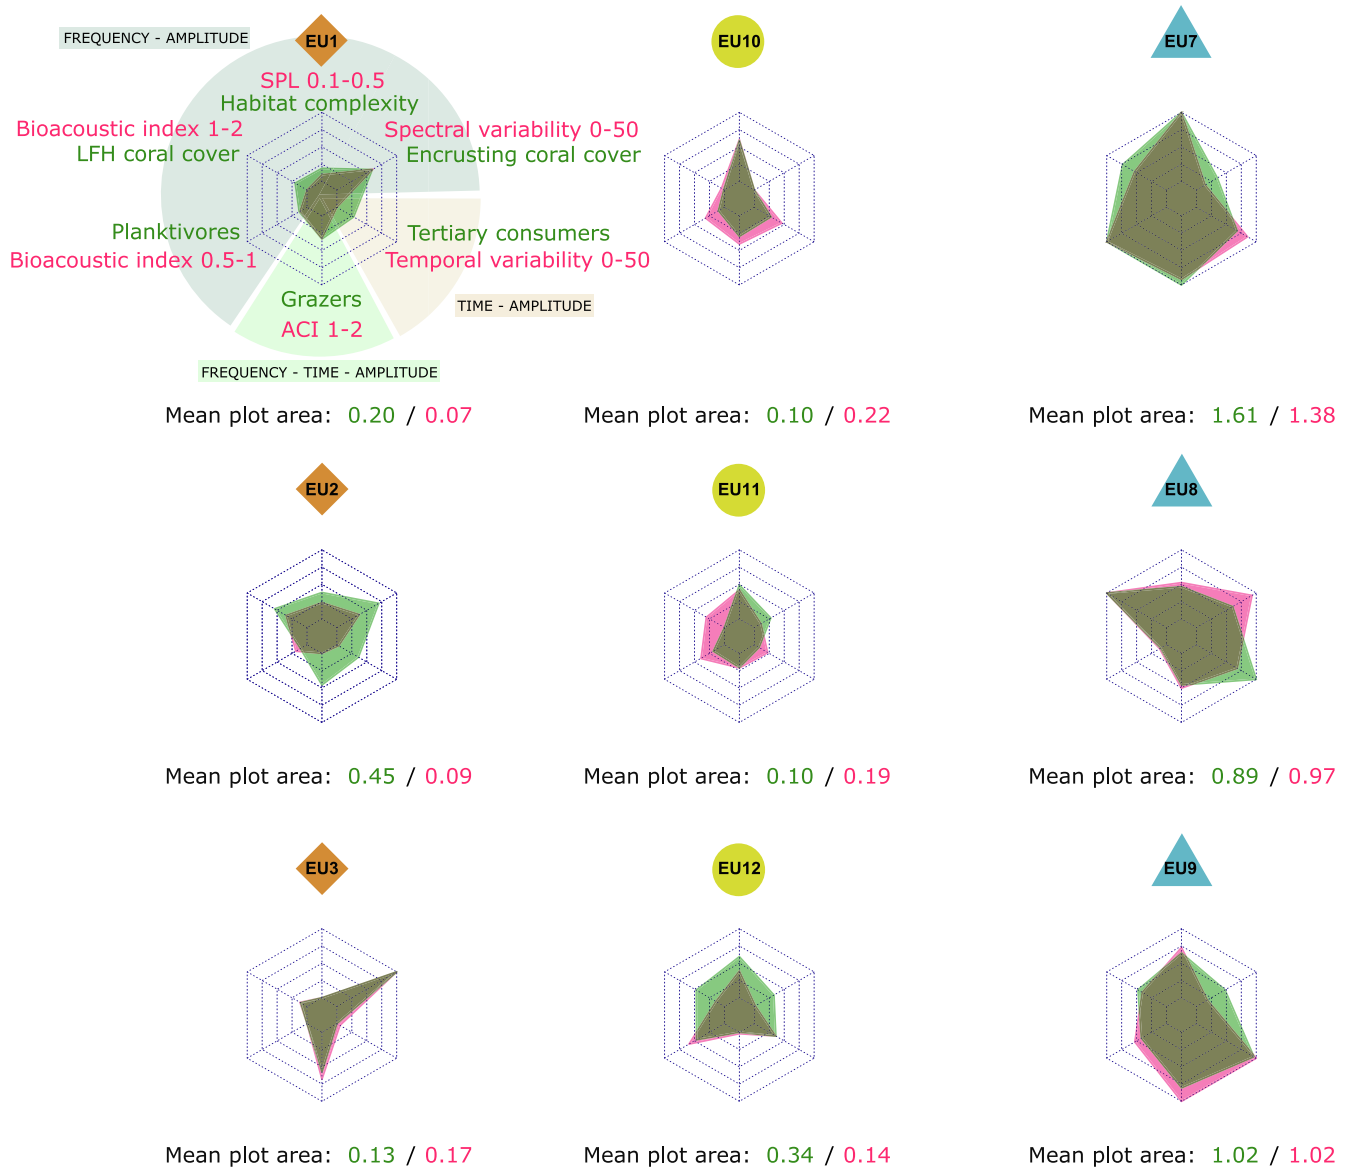 FREQUENCY - AMPLITUDE
EU1
EU10
EU7
SPL 0.1-0.5
Habitat complexity
Bioacoustic index 1-2
Spectral variability 0-50
LFH coral cover
Encrusting coral cover
Planktivores
Tertiary consumers
Bioacoustic index 0.5-1
Temporal variability 0-50
Grazers
TIME - AMPLITUDE
ACI 1-2
FREQUENCY - TIME - AMPLITUDE
Mean plot area: 0.20 / 0.07
Mean plot area: 0.10 / 0.22
Mean plot area: 1.61 / 1.38
EU2
EU11
EU8
Mean plot area: 0.45 / 0.09
Mean plot area: 0.10 / 0.19
Mean plot area: 0.89 / 0.97
EU3
EU12
EU9
Mean plot area: 0.13 / 0.17
Mean plot area: 0.34 / 0.14
Mean plot area: 1.02 / 1.02